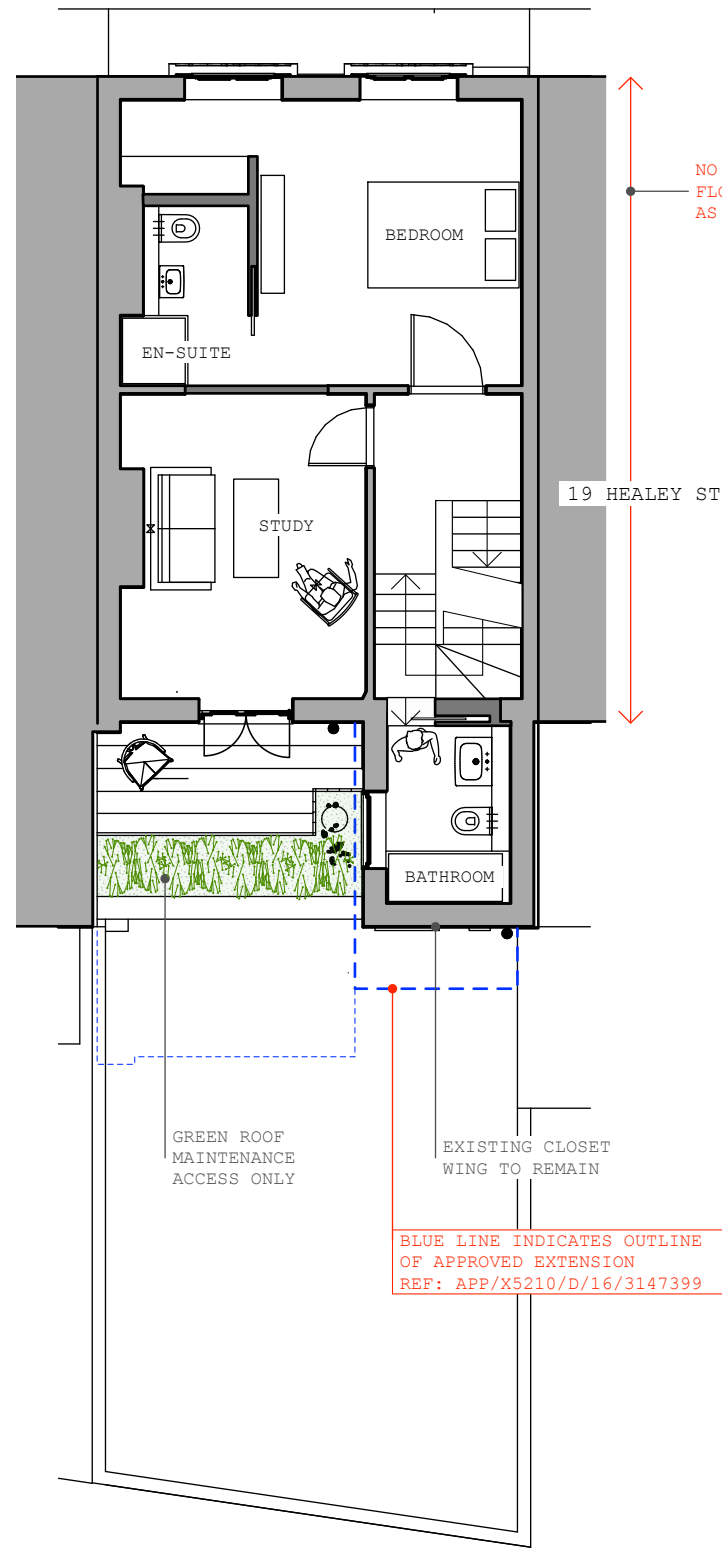 NO
AS
BEDROOM
EN-SUITE
19 HEALEY ST
STUDY
BATHROOM
GREEN ROOF
MAINTENANCE
ACCESS ONLY
EXISTING CLOSET
WING TO REMAIN
BLUE LINE INDICATES OUTLINE
OF APPROVED EXTENSION
REF: APP/X5210/D/16/3147399